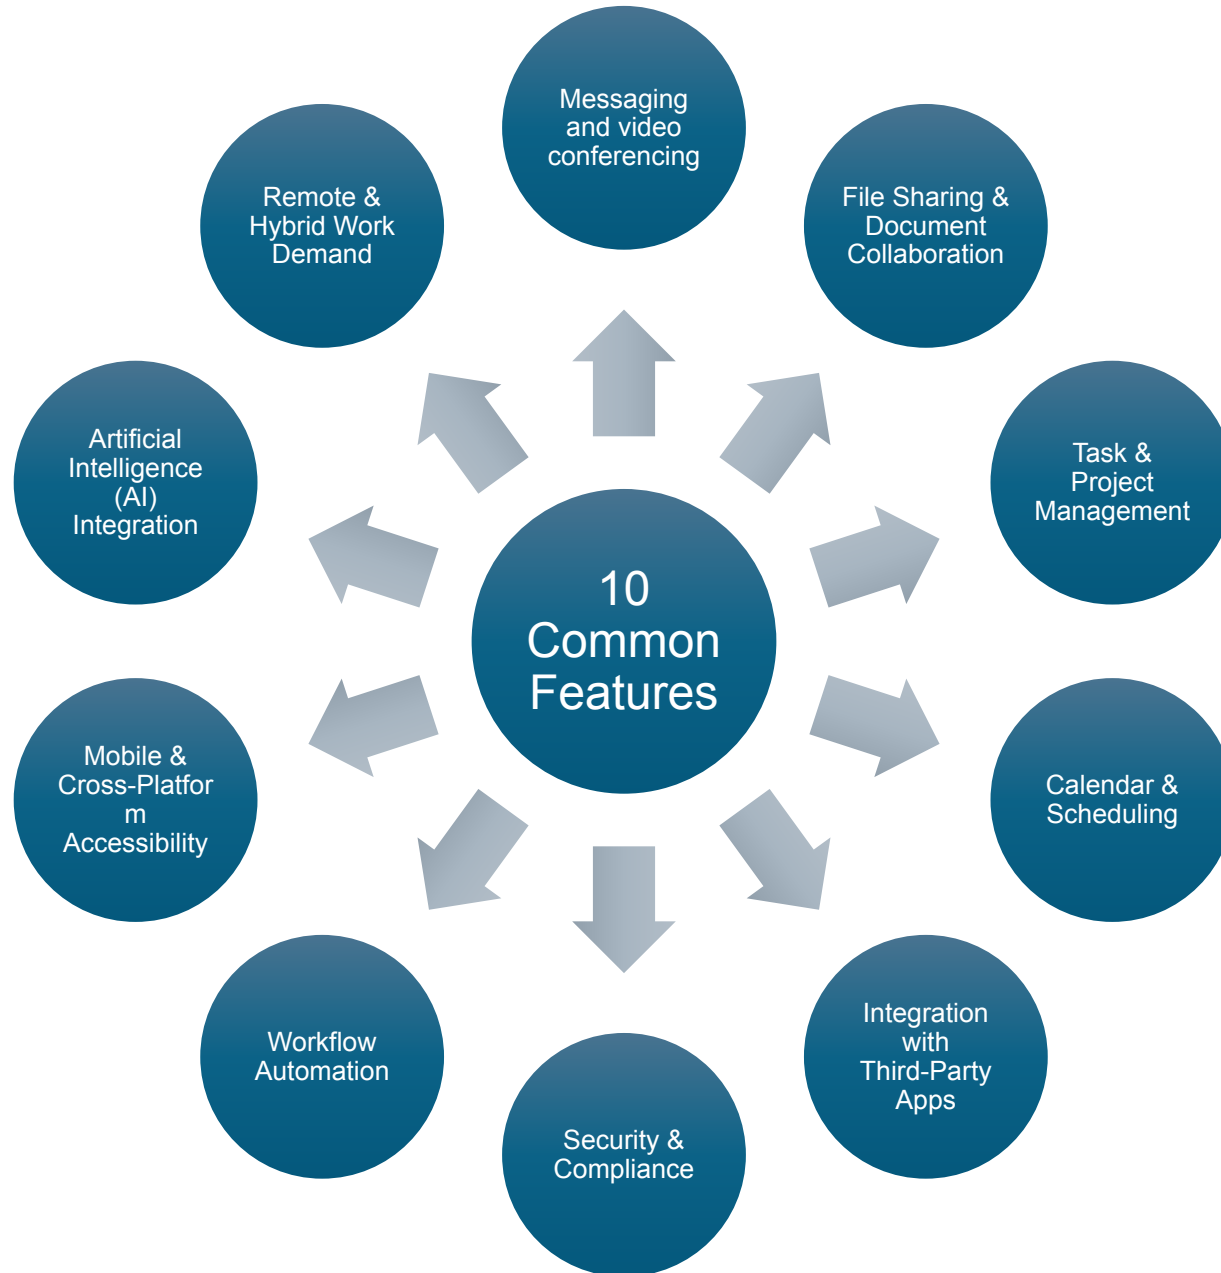 10
Common
Features
Messaging
and video
conferencing
File Sharing &
Document
Collaboration
Task &
Project
Management
Calendar &
Scheduling
Integration
with
Third-Party
Apps
Security &
Compliance
Workflow
Automation
Mobile &
Cross-Platfor
m
Accessibility
Artificial
Intelligence
(AI)
Integration
Remote &
Hybrid Work
Demand